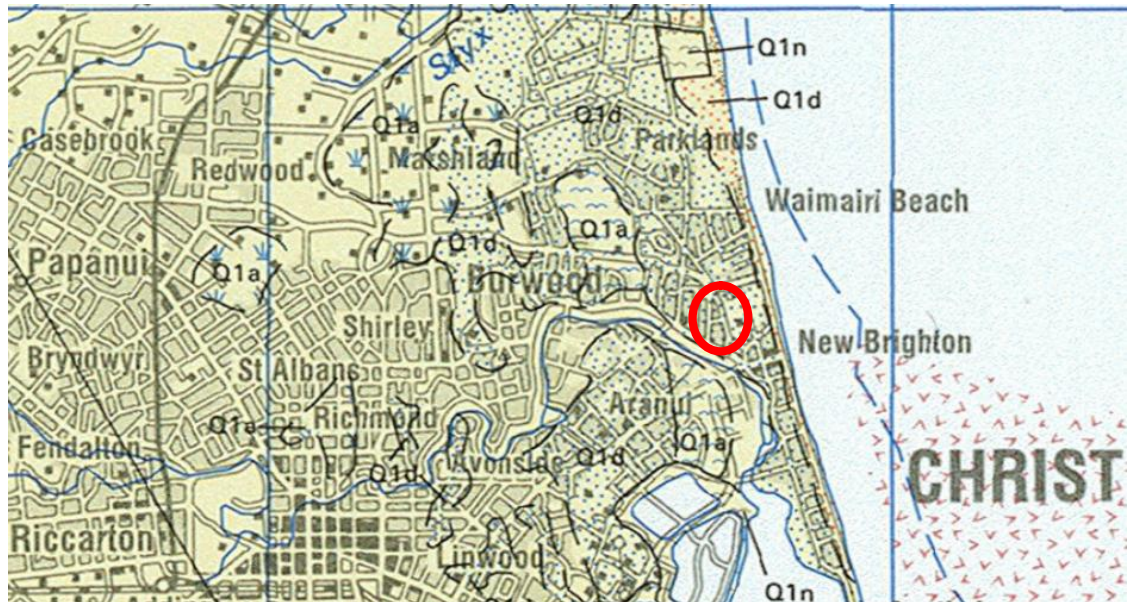 Styx
Q1n
Q1d
Q1a
Q1d
Casebrook
Redwood
Marshland
Parklands
Waimairi Beach
Q1a
Q1d
Papanui
Q1a
Burwood
Shirley
New Brighton
Bryndwyr
St Albans
Aranui
Richmond
Q1a
Fendalton
Q1a
Q1d
Avonside
Q1d
CHRIST
Riccarton
Linwood
Q1n